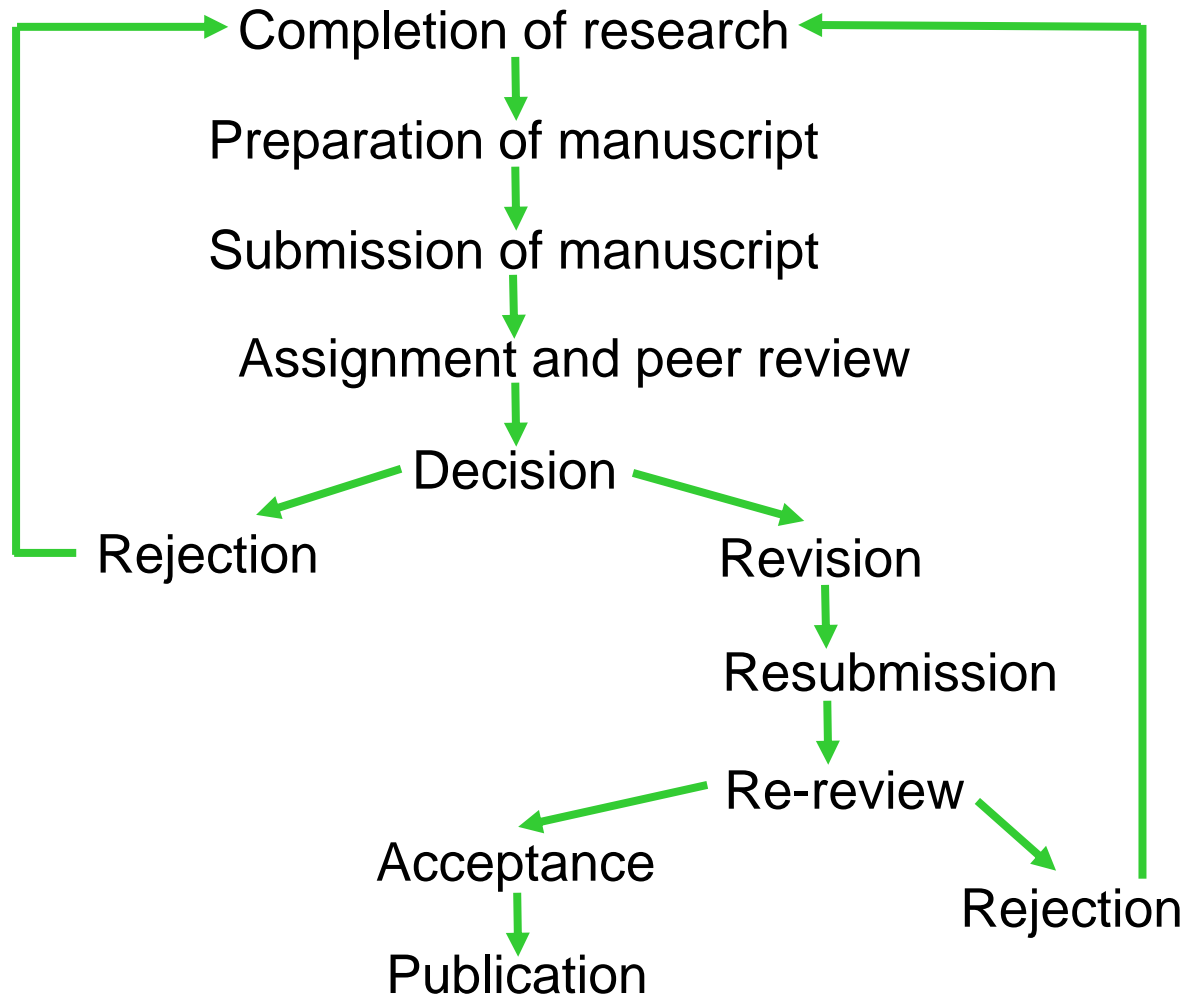 Completion of research
Preparation of manuscript
Submission of manuscript
Assignment and peer review
Decision
Rejection
Revision
Resubmission
Re-review
Acceptance
Rejection
Publication